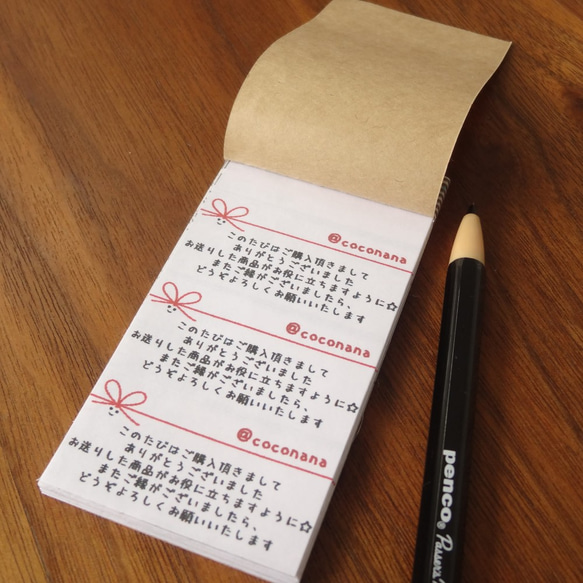 @coconana
このたびはご購入頂きまして
ありがとうございました
お送りした商品がお役に立ちますように☆
またご縁がございましたら、
どうぞよろしくお願いいたします
@coconana
このたびはご購入頂きまして
ありがとうございました
お送りした商品がお役に立ちますように☆
またご縁がございましたら、
どうぞよろしくお願いいたします
@coconana
このたびはご購入頂きまして
ありがとうございました
お送りした商品がお役に立ちますように☆
またご縁がございましたら、
どうぞよろしくお願いいたします
penco®